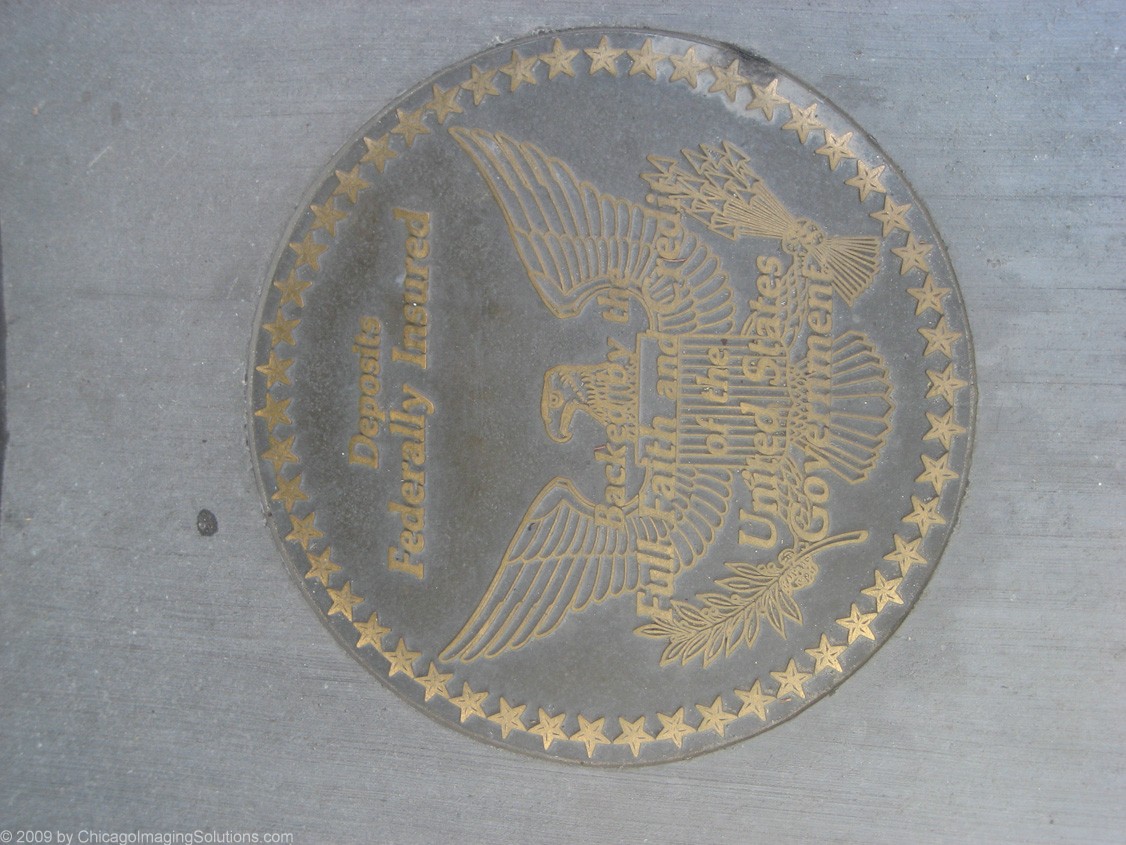 Deposits
Federally Insured
Backed by the
Full Faith and Credit
of the
United States
Government
© 2009 by ChicagoImagingSolutions.com